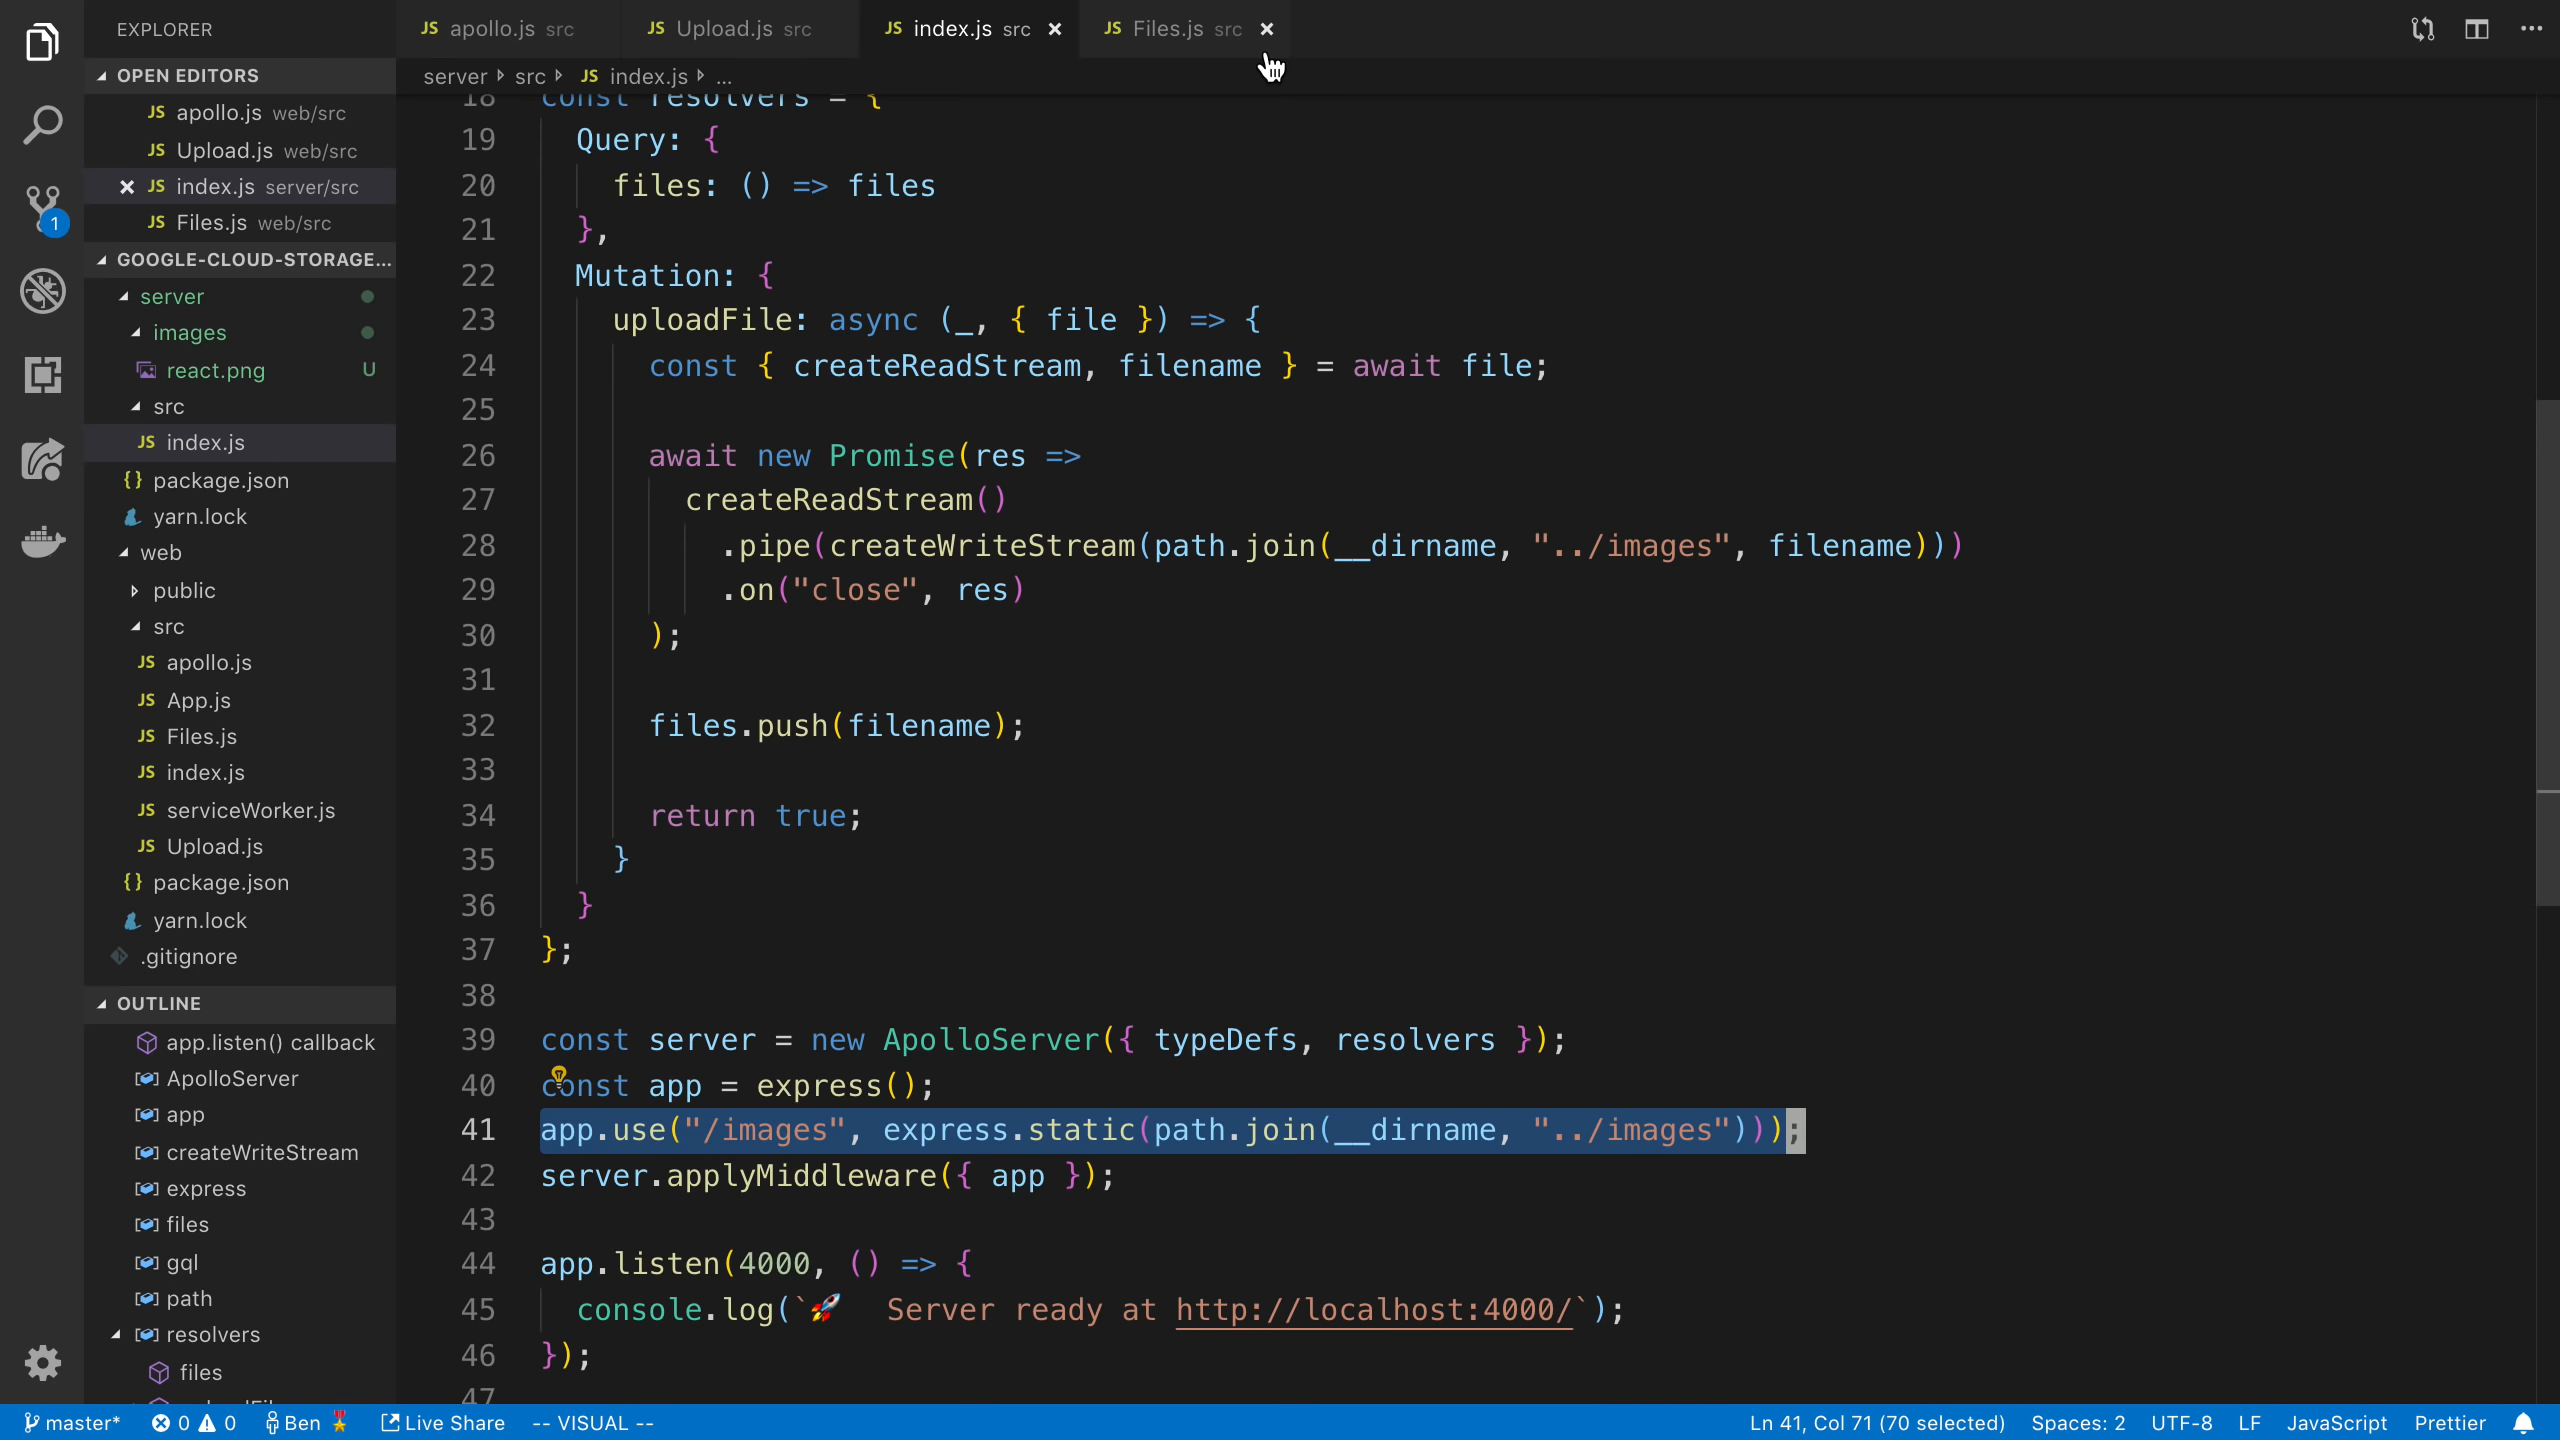 EXPLORER
OPEN EDITORS
JS apollo.js web/src
JS Upload.js web/src
JS index.js server/src
JS Files.js web/src
GOOGLE-CLOUD-STORAGE...
server
images
react.png U
src
JS index.js
{} package.json
yarn.lock
web
public
src
JS apollo.js
JS App.js
JS Files.js
JS index.js
JS serviceWorker.js
JS Upload.js
{} package.json
yarn.lock
.gitignore
OUTLINE
app.listen() callback
ApolloServer
app
createWriteStream
express
files
gql
path
resolvers
files
1
JS apollo.js src
JS Upload.js src
JS index.js src
JS Files.js src
server src JS index.js ...
18 const resolvers = {
19 Query: {
20 files: () => files
21 },
22 Mutation: {
23 uploadFile: async (_, { file }) => {
24 const { createReadStream, filename } = await file;
25
26 await new Promise(res =>
27 createReadStream()
28 .pipe(createWriteStream(path.join(__dirname, "../images", filename)))
29 .on("close", res)
30 );
31
32 files.push(filename);
33
34 return true;
35 }
36 }
37 };
38
39 const server = new ApolloServer({ typeDefs, resolvers });
40 const app = express();
41 app.use("/images", express.static(path.join(__dirname, "../images")));
42 server.applyMiddleware({ app });
43
44 app.listen(4000, () => {
45 console.log(`🚀 Server ready at http://localhost:4000/`);
46 });
47
master* 0 0 Ben 🏅 Live Share -- VISUAL -- Ln 41, Col 71 (70 selected) Spaces: 2 UTF-8 LF JavaScript Prettier